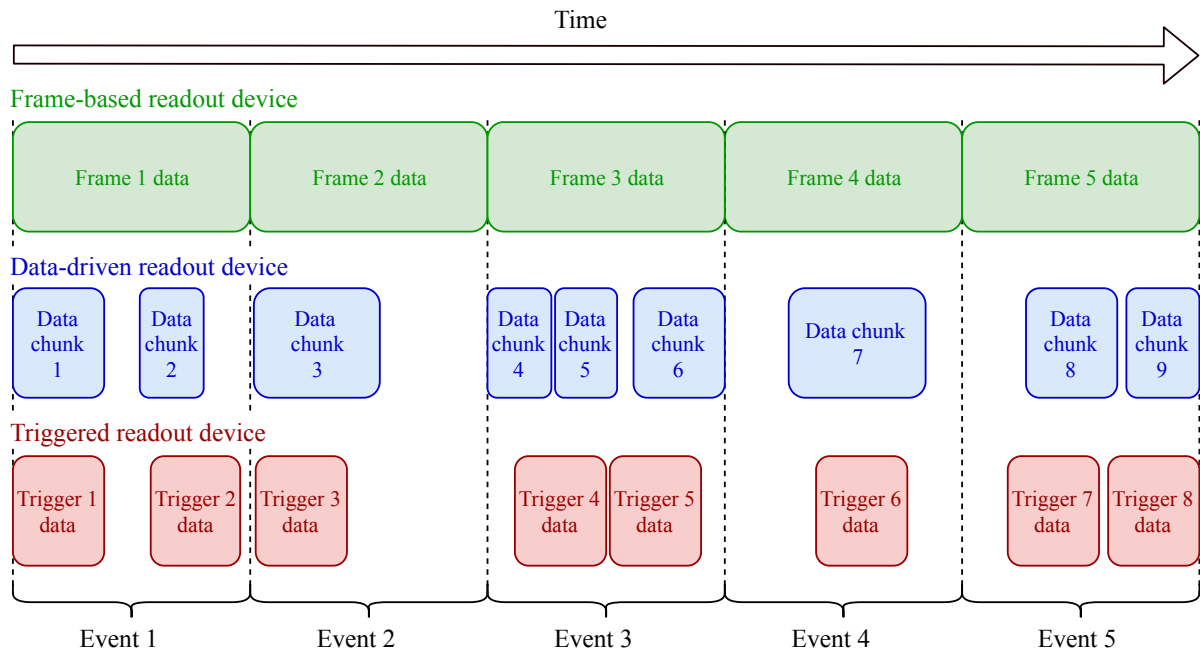 Time
Frame-based readout device
Frame 1 data
Frame 2 data
Frame 3 data
Frame 4 data
Frame 5 data
Data-driven readout device
Data
chunk
1
Data
chunk
2
Data
chunk
3
Data
chunk
4
Data
chunk
5
Data
chunk
6
Data chunk
7
Data
chunk
8
Data
chunk
9
Triggered readout device
Trigger 1
data
Trigger 2
data
Trigger 3
data
Trigger 4
data
Trigger 5
data
Trigger 6
data
Trigger 7
data
Trigger 8
data
Event 1
Event 2
Event 3
Event 4
Event 5